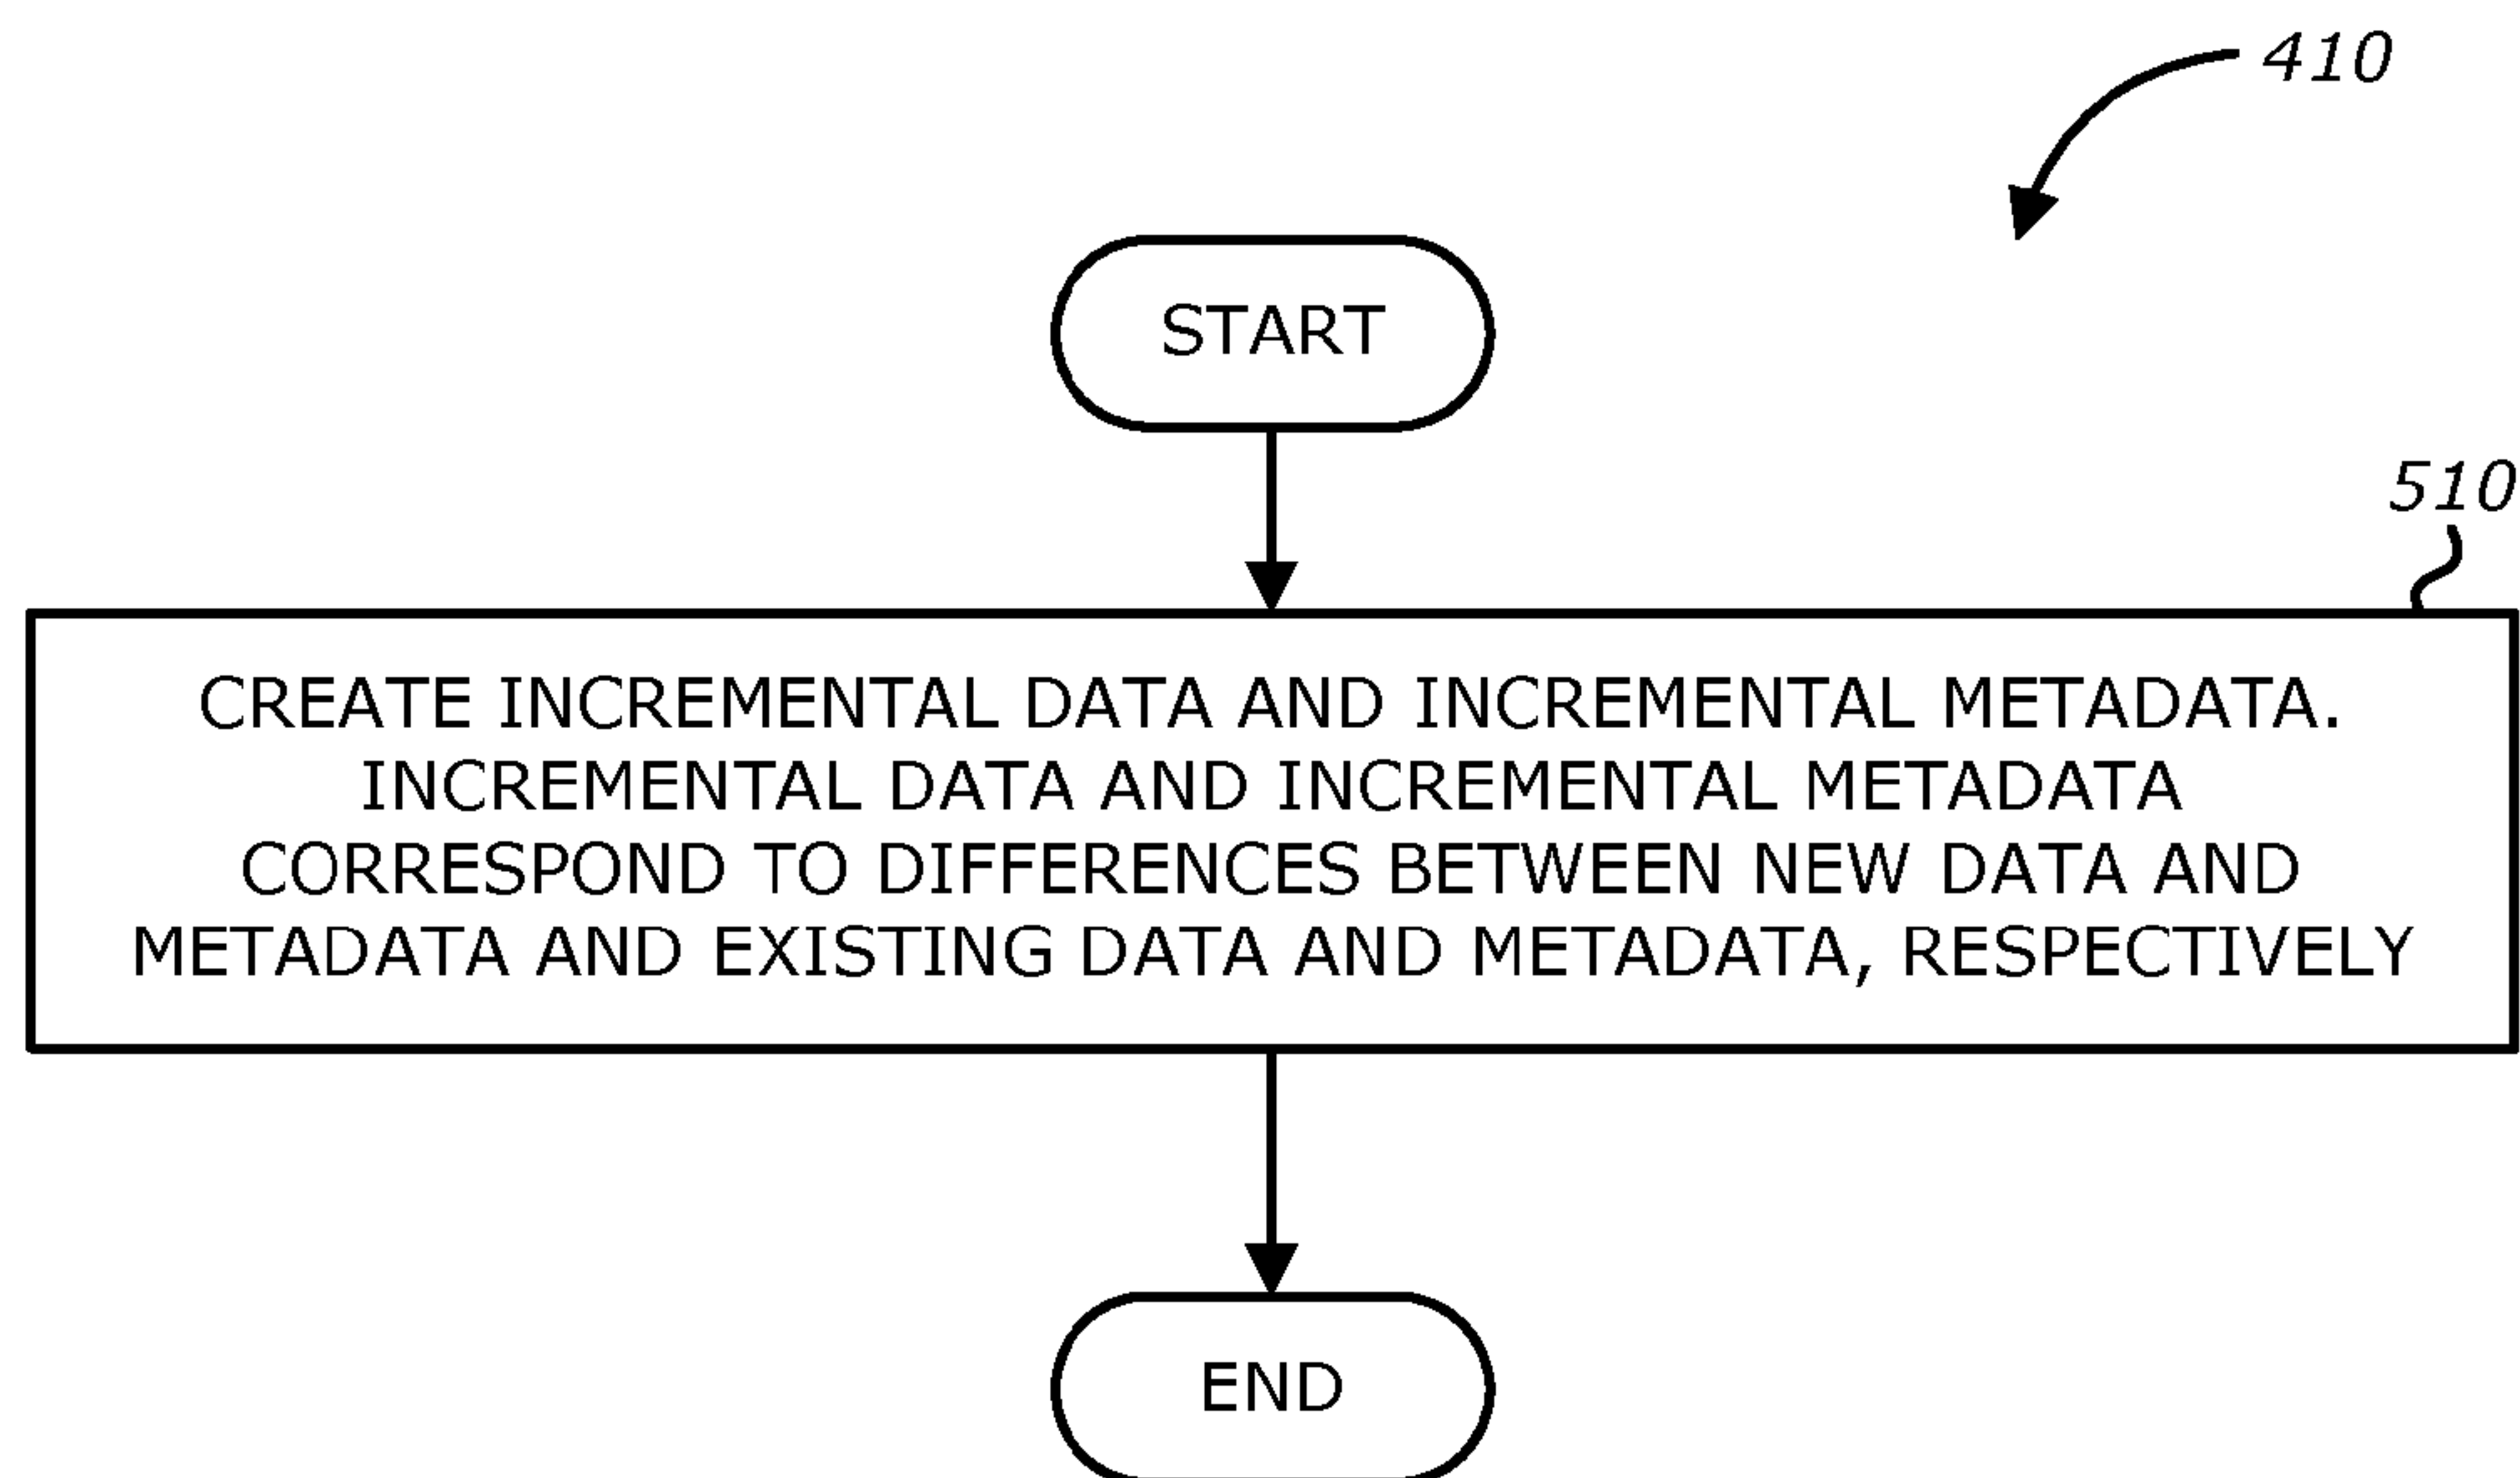 410
START
510
CREATE INCREMENTAL DATA AND INCREMENTAL METADATA.
INCREMENTAL DATA AND INCREMENTAL METADATA
CORRESPOND TO DIFFERENCES BETWEEN NEW DATA AND
METADATA AND EXISTING DATA AND METADATA, RESPECTIVELY
END